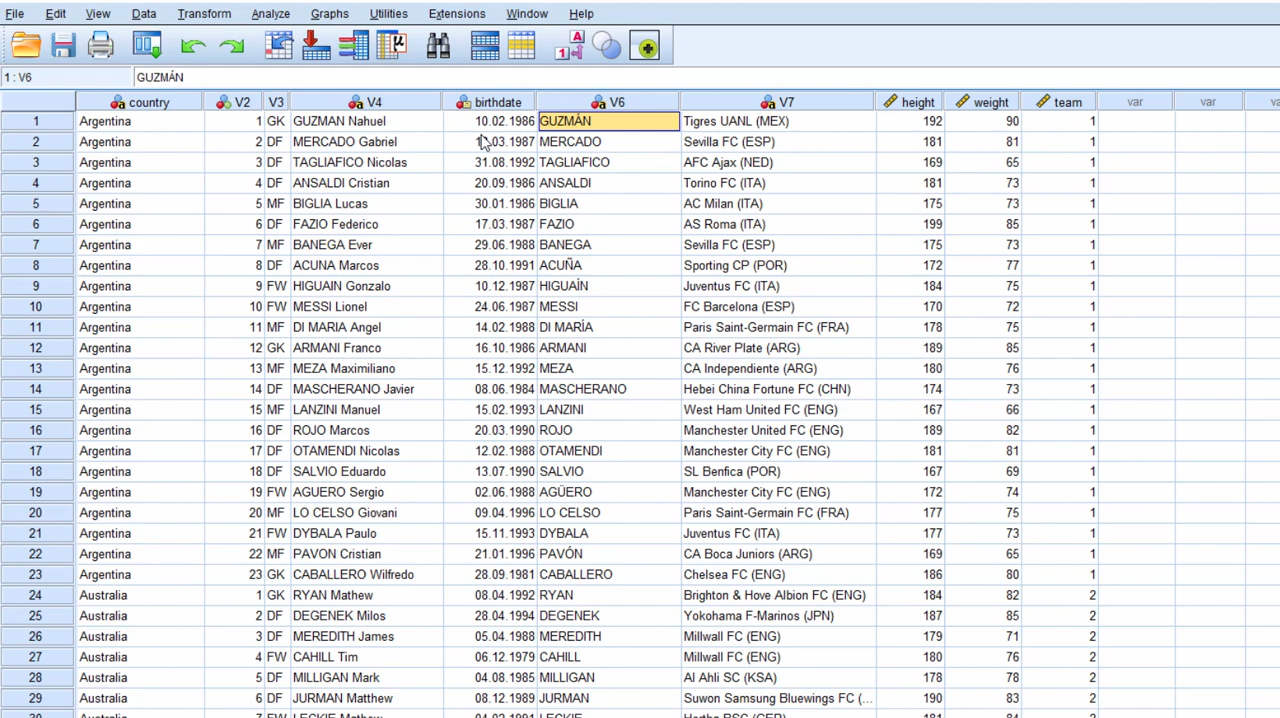 File Edit View Data Transform Analyze Graphs Utilities Extensions Window Help
1 : V6 GUZMÁN
country V2 V3 V4 birthdate V6 V7 height weight team var var va
1 Argentina 1 GK GUZMAN Nahuel 10.02.1986 GUZMÁN Tigres UANL (MEX) 192 90 1
2 Argentina 2 DF MERCADO Gabriel .03.1987 MERCADO Sevilla FC (ESP) 181 81 1
3 Argentina 3 DF TAGLIAFICO Nicolas 31.08.1992 TAGLIAFICO AFC Ajax (NED) 169 65 1
4 Argentina 4 DF ANSALDI Cristian 20.09.1986 ANSALDI Torino FC (ITA) 181 73 1
5 Argentina 5 MF BIGLIA Lucas 30.01.1986 BIGLIA AC Milan (ITA) 175 73 1
6 Argentina 6 DF FAZIO Federico 17.03.1987 FAZIO AS Roma (ITA) 199 85 1
7 Argentina 7 MF BANEGA Ever 29.06.1988 BANEGA Sevilla FC (ESP) 175 73 1
8 Argentina 8 DF ACUNA Marcos 28.10.1991 ACUÑA Sporting CP (POR) 172 77 1
9 Argentina 9 FW HIGUAIN Gonzalo 10.12.1987 HIGUAÍN Juventus FC (ITA) 184 75 1
10 Argentina 10 FW MESSI Lionel 24.06.1987 MESSI FC Barcelona (ESP) 170 72 1
11 Argentina 11 MF DI MARIA Angel 14.02.1988 DI MARÍA Paris Saint-Germain FC (FRA) 178 75 1
12 Argentina 12 GK ARMANI Franco 16.10.1986 ARMANI CA River Plate (ARG) 189 85 1
13 Argentina 13 MF MEZA Maximiliano 15.12.1992 MEZA CA Independiente (ARG) 180 76 1
14 Argentina 14 DF MASCHERANO Javier 08.06.1984 MASCHERANO Hebei China Fortune FC (CHN) 174 73 1
15 Argentina 15 MF LANZINI Manuel 15.02.1993 LANZINI West Ham United FC (ENG) 167 66 1
16 Argentina 16 DF ROJO Marcos 20.03.1990 ROJO Manchester United FC (ENG) 189 82 1
17 Argentina 17 DF OTAMENDI Nicolas 12.02.1988 OTAMENDI Manchester City FC (ENG) 181 81 1
18 Argentina 18 DF SALVIO Eduardo 13.07.1990 SALVIO SL Benfica (POR) 167 69 1
19 Argentina 19 FW AGUERO Sergio 02.06.1988 AGÜERO Manchester City FC (ENG) 172 74 1
20 Argentina 20 MF LO CELSO Giovani 09.04.1996 LO CELSO Paris Saint-Germain FC (FRA) 177 75 1
21 Argentina 21 FW DYBALA Paulo 15.11.1993 DYBALA Juventus FC (ITA) 177 73 1
22 Argentina 22 MF PAVON Cristian 21.01.1996 PAVÓN CA Boca Juniors (ARG) 169 65 1
23 Argentina 23 GK CABALLERO Wilfredo 28.09.1981 CABALLERO Chelsea FC (ENG) 186 80 1
24 Australia 1 GK RYAN Mathew 08.04.1992 RYAN Brighton & Hove Albion FC (ENG) 184 82 2
25 Australia 2 DF DEGENEK Milos 28.04.1994 DEGENEK Yokohama F-Marinos (JPN) 187 85 2
26 Australia 3 DF MEREDITH James 05.04.1988 MEREDITH Millwall FC (ENG) 179 71 2
27 Australia 4 FW CAHILL Tim 06.12.1979 CAHILL Millwall FC (ENG) 180 76 2
28 Australia 5 DF MILLIGAN Mark 04.08.1985 MILLIGAN Al Ahli SC (KSA) 178 78 2
29 Australia 6 DF JURMAN Matthew 08.12.1989 JURMAN Suwon Samsung Bluewings FC (... 190 83 2